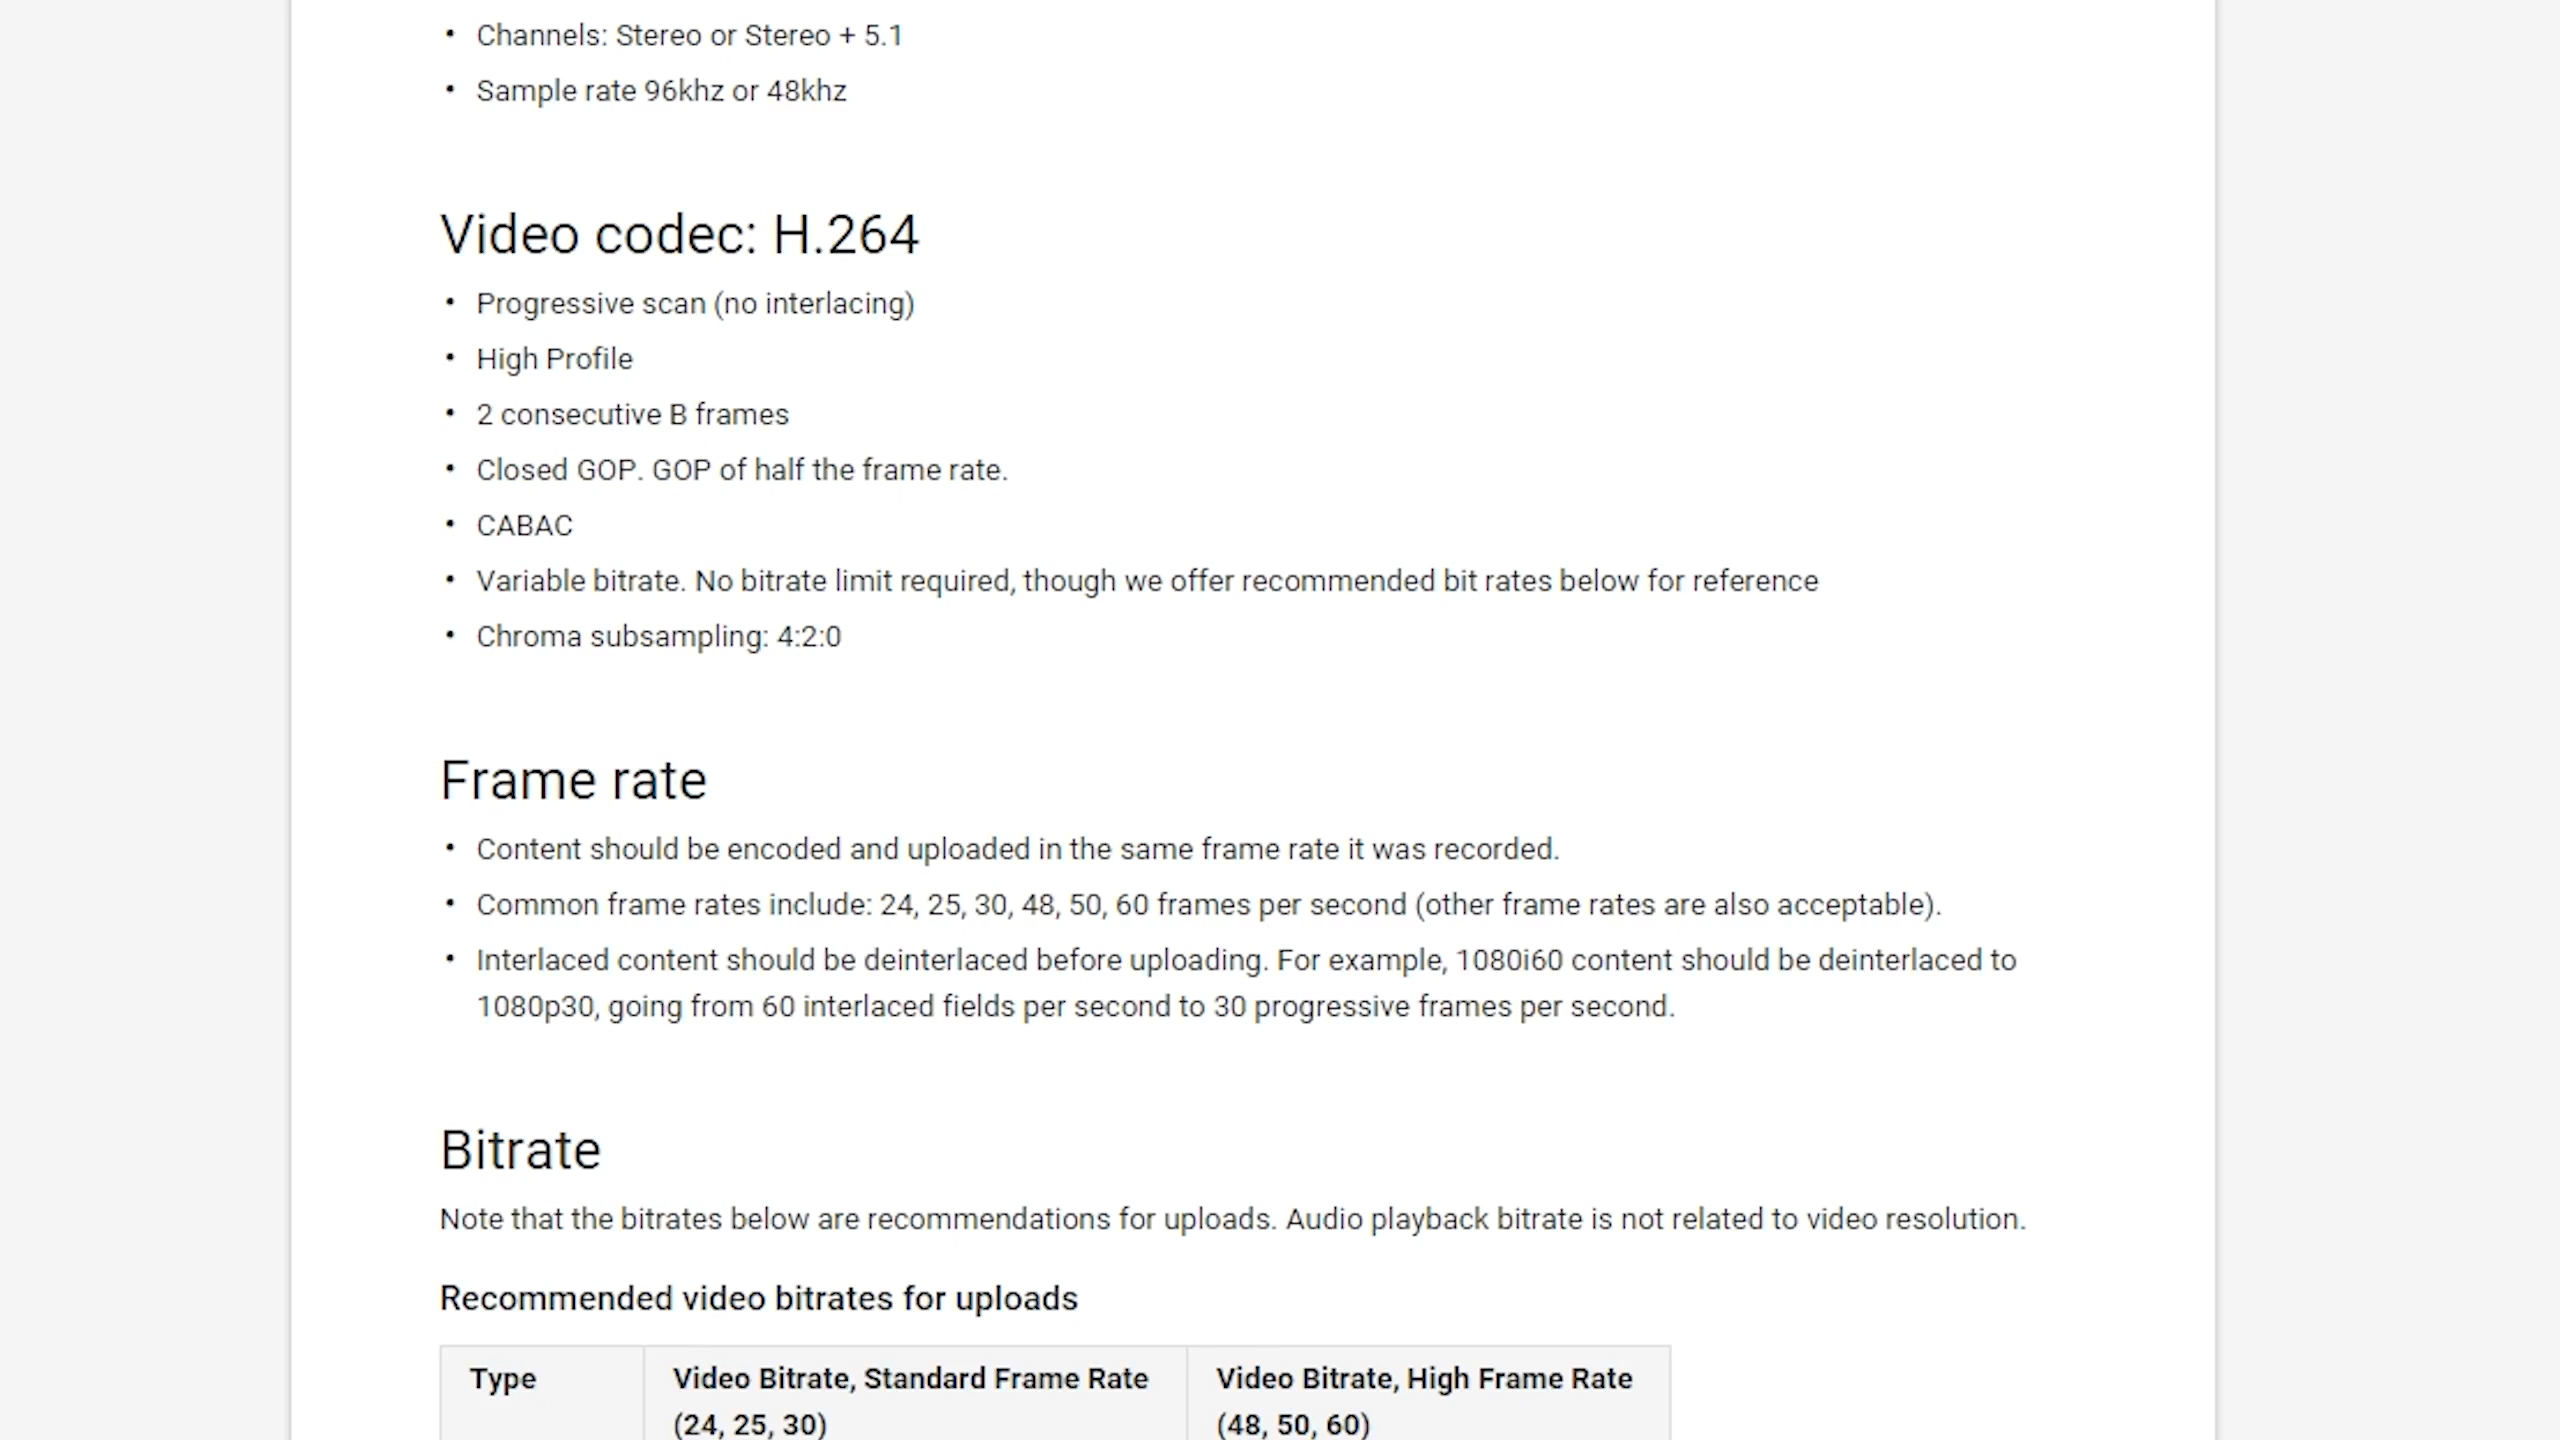 • Channels: Stereo or Stereo + 5.1
• Sample rate 96khz or 48khz
Video codec: H.264
• Progressive scan (no interlacing)
• High Profile
• 2 consecutive B frames
• Closed GOP. GOP of half the frame rate.
• CABAC
• Variable bitrate. No bitrate limit required, though we offer recommended bit rates below for reference
• Chroma subsampling: 4:2:0
Frame rate
• Content should be encoded and uploaded in the same frame rate it was recorded.
• Common frame rates include: 24, 25, 30, 48, 50, 60 frames per second (other frame rates are also acceptable).
• Interlaced content should be deinterlaced before uploading. For example, 1080i60 content should be deinterlaced to
1080p30, going from 60 interlaced fields per second to 30 progressive frames per second.
Bitrate
Note that the bitrates below are recommendations for uploads. Audio playback bitrate is not related to video resolution.
Recommended video bitrates for uploads
Type
Video Bitrate, Standard Frame Rate
(24, 25, 30)
Video Bitrate, High Frame Rate
(48, 50, 60)